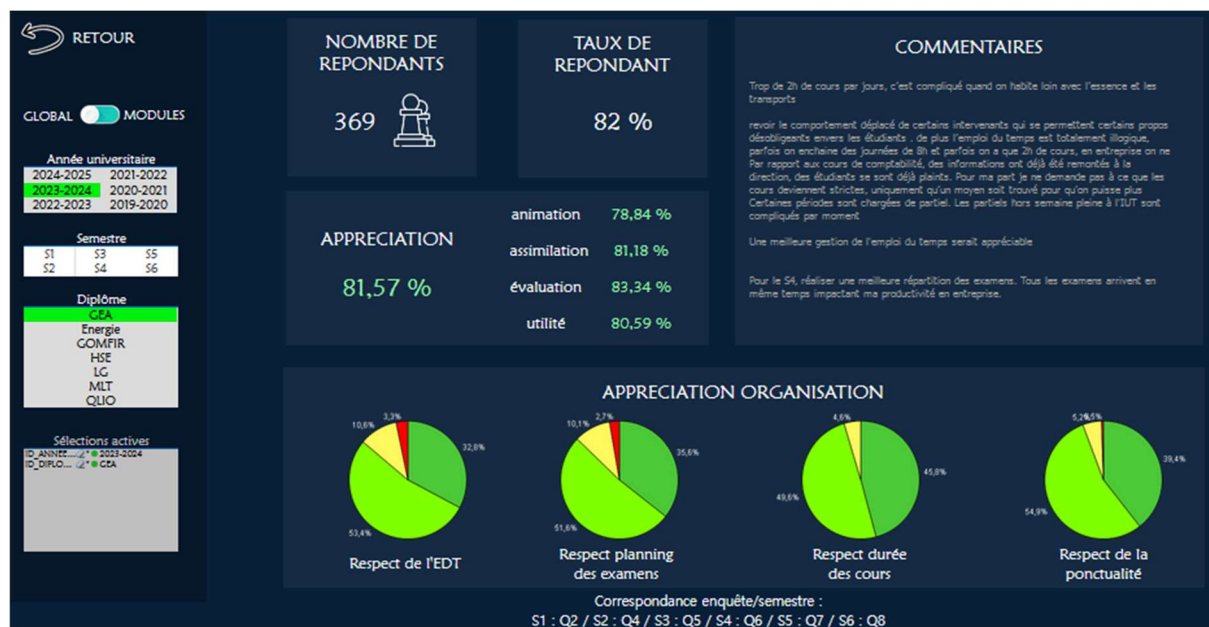 RETOUR
GLOBAL MODULES
Année universitaire
2024-2025 2021-2022
2023-2024 2020-2021
2022-2023 2019-2020
Semestre
S1 S3 S5
S2 S4 S6
Diplôme
GEA
Energie
GOMFIR
HSE
LG
MLT
QLIO
Sélections actives
ID_ANNEE... 2023-2024
ID_DIPLO... GEA
NOMBRE DE
REPONDANTS
369
TAUX DE
REPONDANT
82 %
APPRECIATION
81,57 %
animation 78,84 %
assimilation 81,18 %
évaluation 83,34 %
utilité 80,59 %
COMMENTAIRES
Trop de 2h de cours par jours, c'est compliqué quand on habite loin avec l'essence et les
transports
revoir le comportement déplacé de certains intervenants qui se permettent certains propos
désobligeants envers les étudiants . de plus l'emploi du temps est totalement illogique,
parfois on enchaine des journées de 8h et parfois on a que 2h de cours, en entreprise on ne
Par rapport aux cours de comptabilité, des informations ont déjà été remontés à la
direction, des étudiants se sont déjà plaints. Pour ma part je ne demande pas à ce que les
cours deviennent strictes, uniquement qu'un moyen soit trouvé pour qu'on puisse plus
Certaines périodes sont chargées de partiel. Les partiels hors semaine pleine à l'IUT sont
compliqués par moment
Une meilleure gestion de l'emploi du temps serait appréciable
Pour le S4, réaliser une meilleure répartition des examens. Tous les examens arrivent en
même temps impactant ma productivité en entreprise.
APPRECIATION ORGANISATION
3,3%
10,6%
32,8%
53,4%
Respect de l'EDT
2,7%
10,1%
35,6%
51,6%
Respect planning
des examens
4,6%
45,8%
49,6%
Respect durée
des cours
39,4%
54,9%
Respect de la
ponctualité
Correspondance enquête/semestre :
S1 : Q2 / S2 : Q4 / S3 : Q5 / S4 : Q6 / S5 : Q7 / S6 : Q8